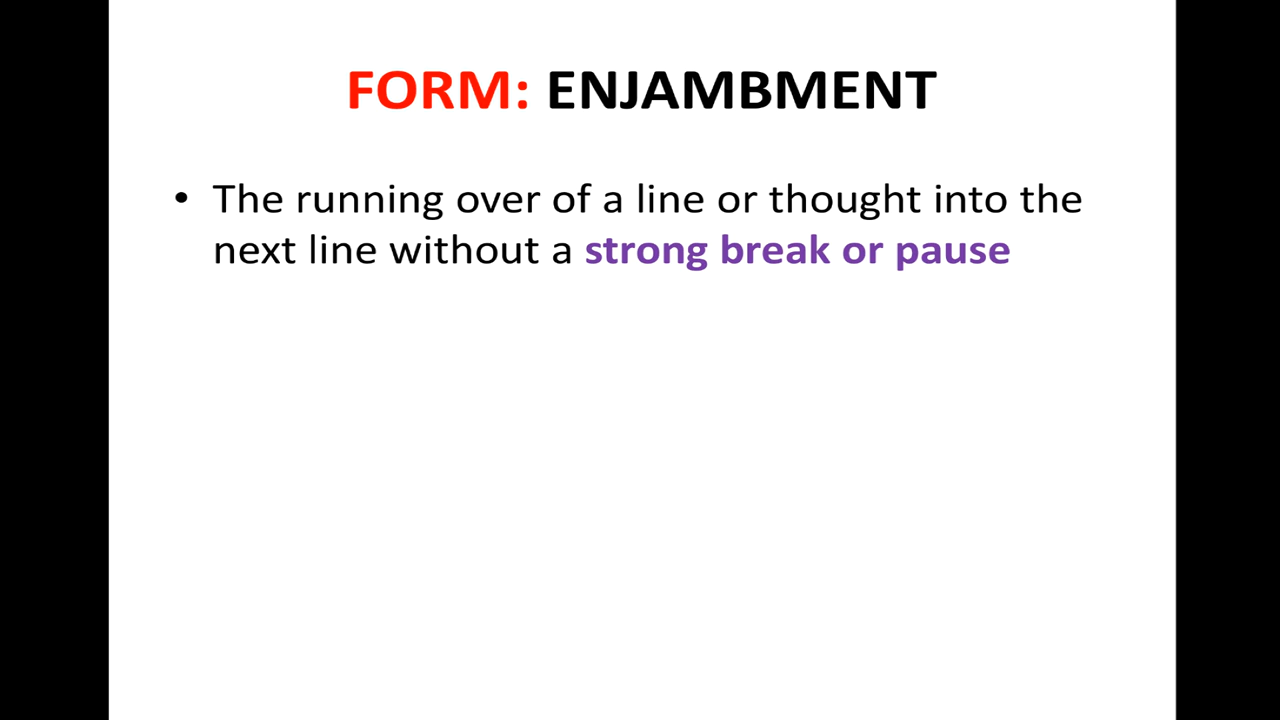 FORM: ENJAMBMENT
• The running over of a line or thought into the
next line without a strong break or pause